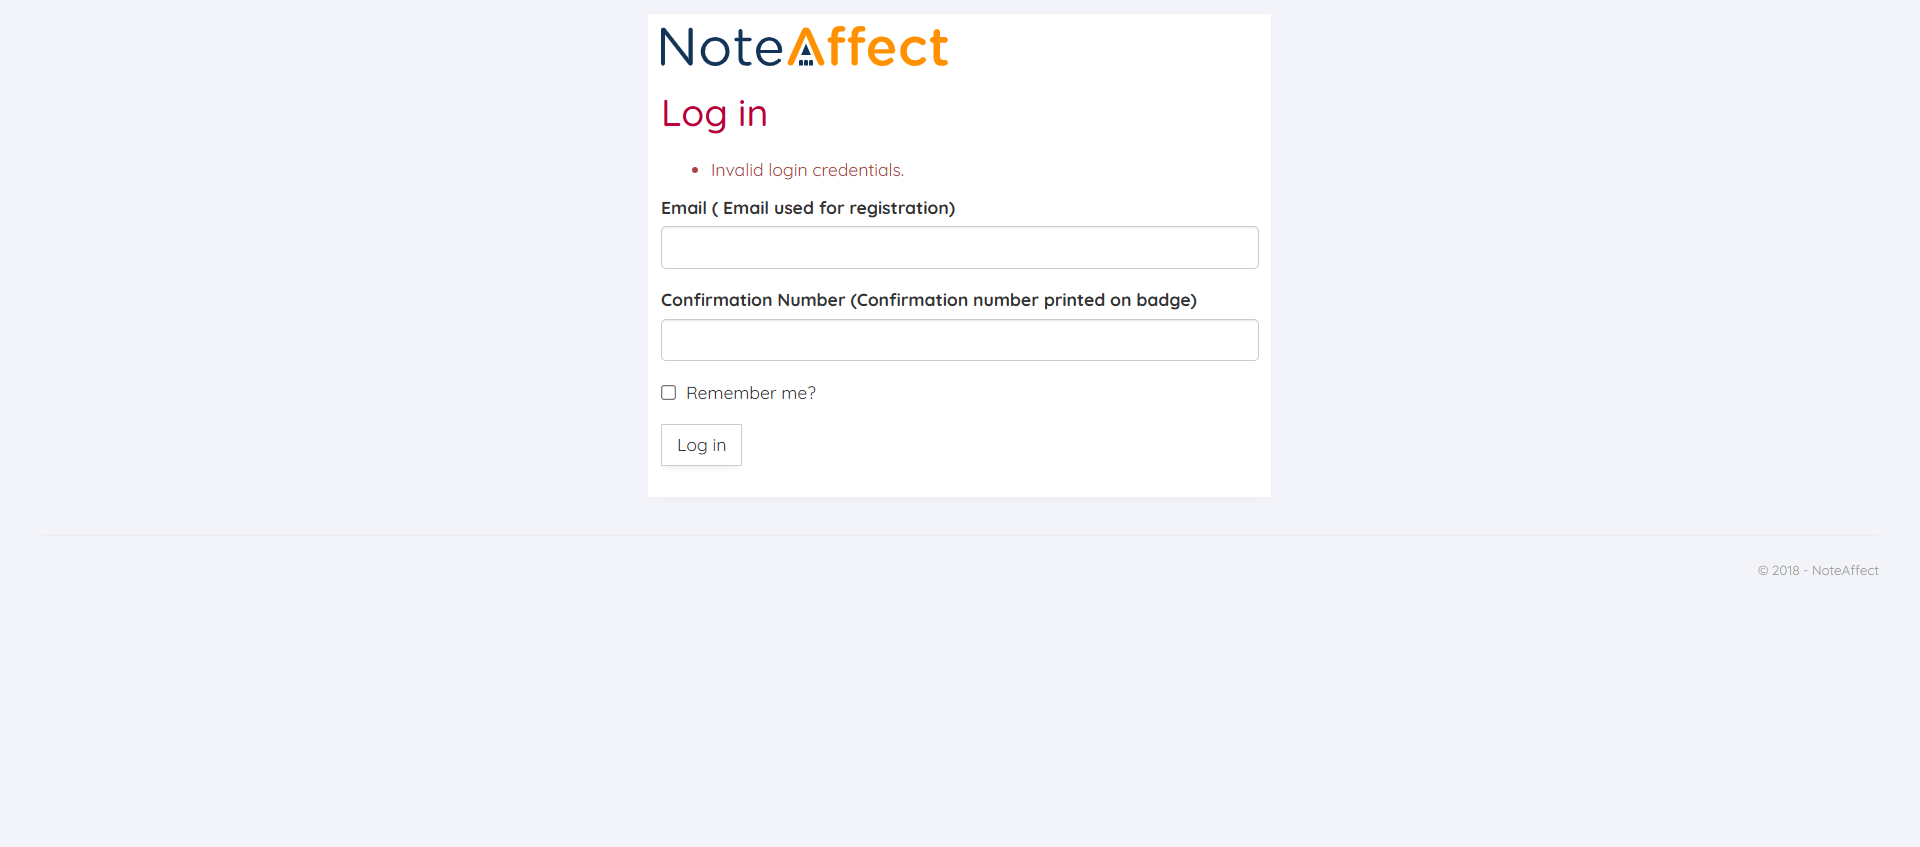 NoteAffect
Log in
• Invalid login credentials.
Email ( Email used for registration)
Confirmation Number (Confirmation number printed on badge)
Remember me?
Log in
© 2018 - NoteAffect